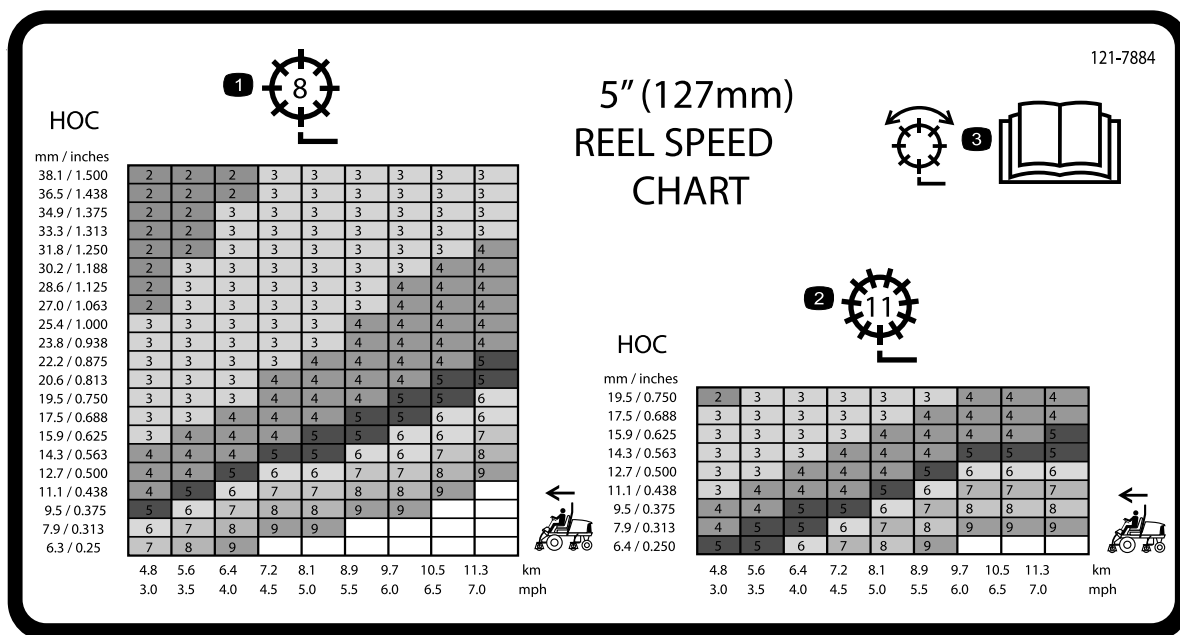 121-7884
5" (127mm)
REEL SPEED
CHART
3
1
8
HOC
mm / inches
38.1 / 1.500 2 2 2 3 3 3 3 3 3
36.5 / 1.438 2 2 2 3 3 3 3 3 3
34.9 / 1.375 2 2 3 3 3 3 3 3 3
33.3 / 1.313 2 2 3 3 3 3 3 3 3
31.8 / 1.250 2 2 3 3 3 3 3 3 4
30.2 / 1.188 2 3 3 3 3 3 3 4 4
28.6 / 1.125 2 3 3 3 3 3 4 4 4
27.0 / 1.063 2 3 3 3 3 3 4 4 4
25.4 / 1.000 3 3 3 3 3 4 4 4 4
23.8 / 0.938 3 3 3 3 3 4 4 4 4
22.2 / 0.875 3 3 3 3 4 4 4 4 5
20.6 / 0.813 3 3 3 4 4 4 4 5 5
19.5 / 0.750 3 3 3 4 4 4 5 5 6
17.5 / 0.688 3 3 4 4 4 5 5 6 6
15.9 / 0.625 3 4 4 4 5 5 6 6 7
14.3 / 0.563 4 4 4 5 5 6 6 7 8
12.7 / 0.500 4 4 5 6 6 7 7 8 9
11.1 / 0.438 4 5 6 7 7 8 8 9
9.5 / 0.375 5 6 7 8 8 9 9
7.9 / 0.313 6 7 8 9 9
6.3 / 0.25 7 8 9
4.8 5.6 6.4 7.2 8.1 8.9 9.7 10.5 11.3 km
3.0 3.5 4.0 4.5 5.0 5.5 6.0 6.5 7.0 mph
2
11
HOC
mm / inches
19.5 / 0.750 2 3 3 3 3 3 4 4 4
17.5 / 0.688 3 3 3 3 3 4 4 4 4
15.9 / 0.625 3 3 3 3 4 4 4 4 5
14.3 / 0.563 3 3 3 4 4 4 5 5 5
12.7 / 0.500 3 3 4 4 4 5 6 6 6
11.1 / 0.438 3 4 4 4 5 6 7 7 7
9.5 / 0.375 4 4 5 5 6 7 8 8 8
7.9 / 0.313 4 5 5 6 7 8 9 9 9
6.4 / 0.250 5 5 6 7 8 9
4.8 5.6 6.4 7.2 8.1 8.9 9.7 10.5 11.3 km
3.0 3.5 4.0 4.5 5.0 5.5 6.0 6.5 7.0 mph